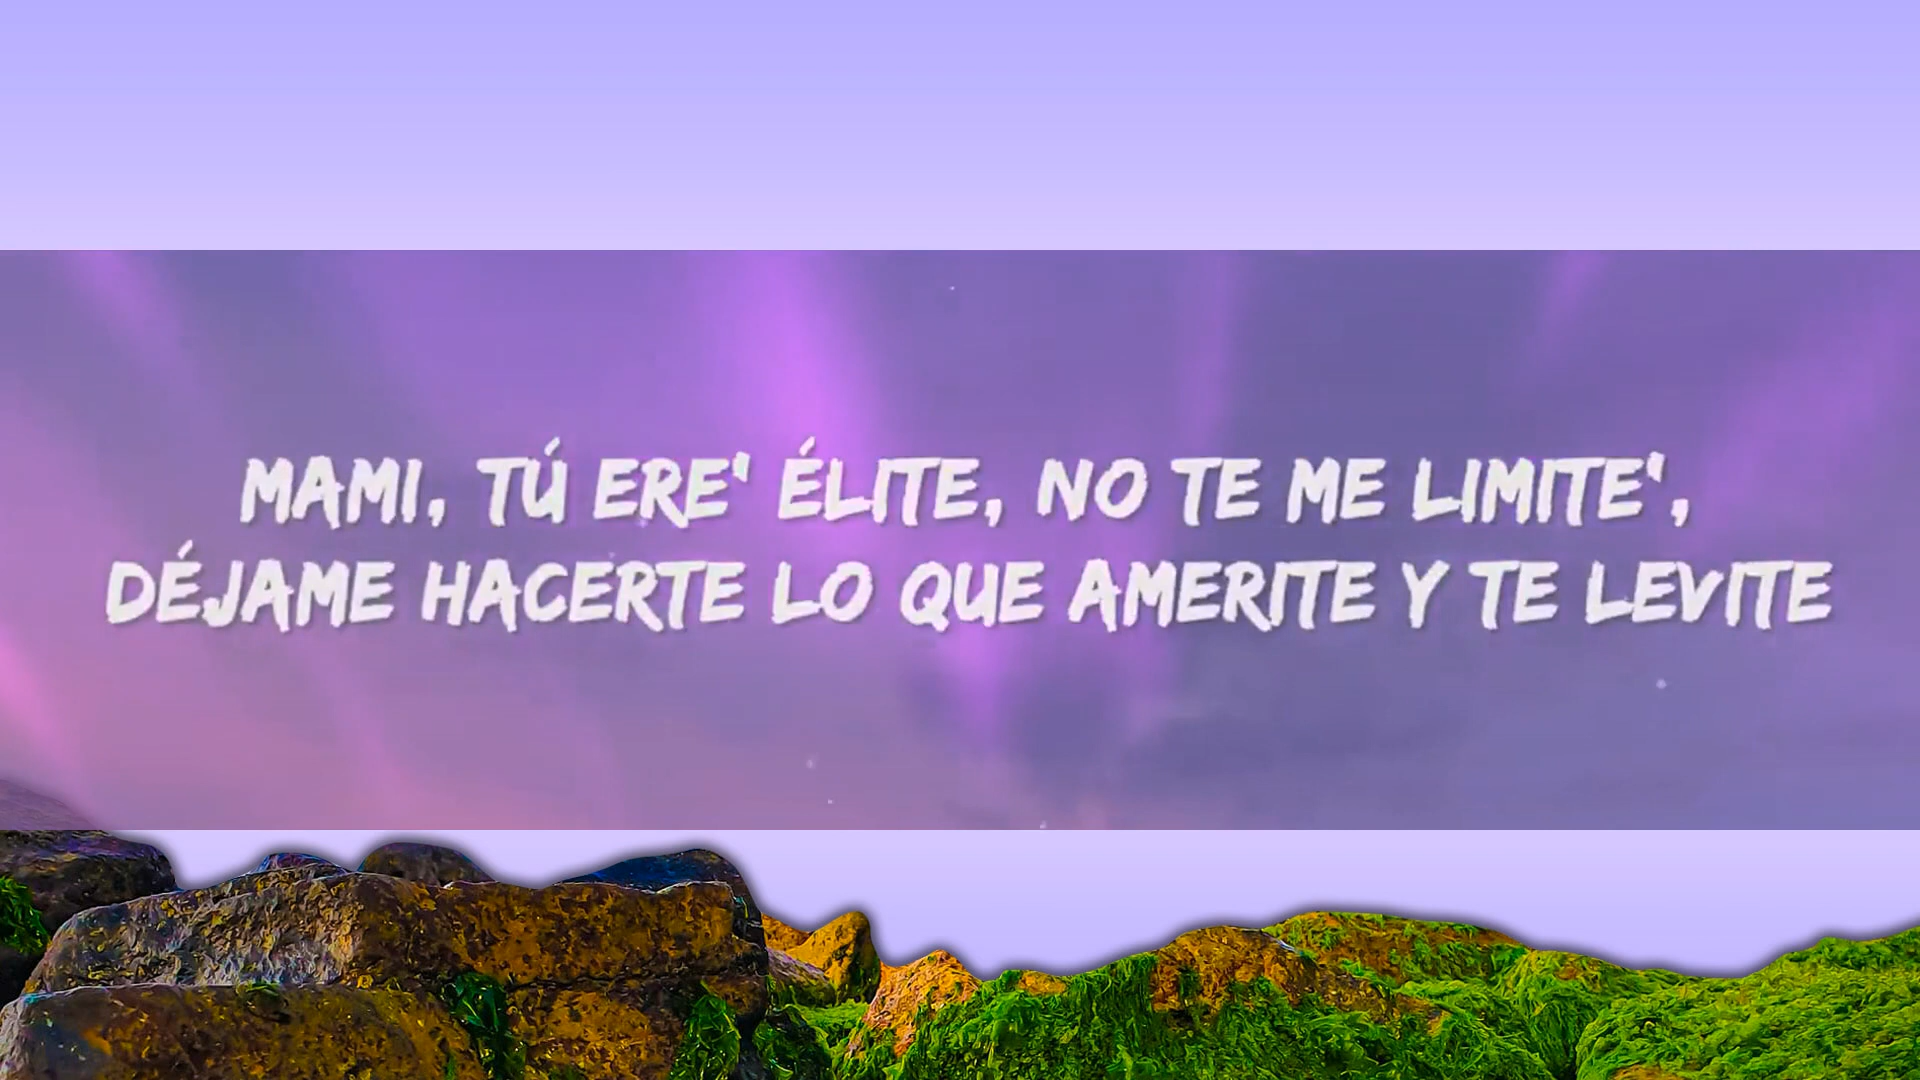 MAMI, TÚ ERE' ÉLITE, NO TE ME LIMITE',
DÉJAME HACERTE LO QUE AMERITE Y TE LEVITE